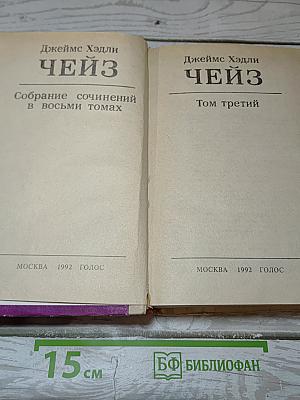 Джеймс Хэдли
ЧЕЙЗ
Собрание сочинений
в восьми томах
МОСКВА 1992 ГОЛОС
Джеймс Хэдли
ЧЕЙЗ
Том третий
МОСКВА 1992 ГОЛОС
15 см
БФ БИБЛИОФАН